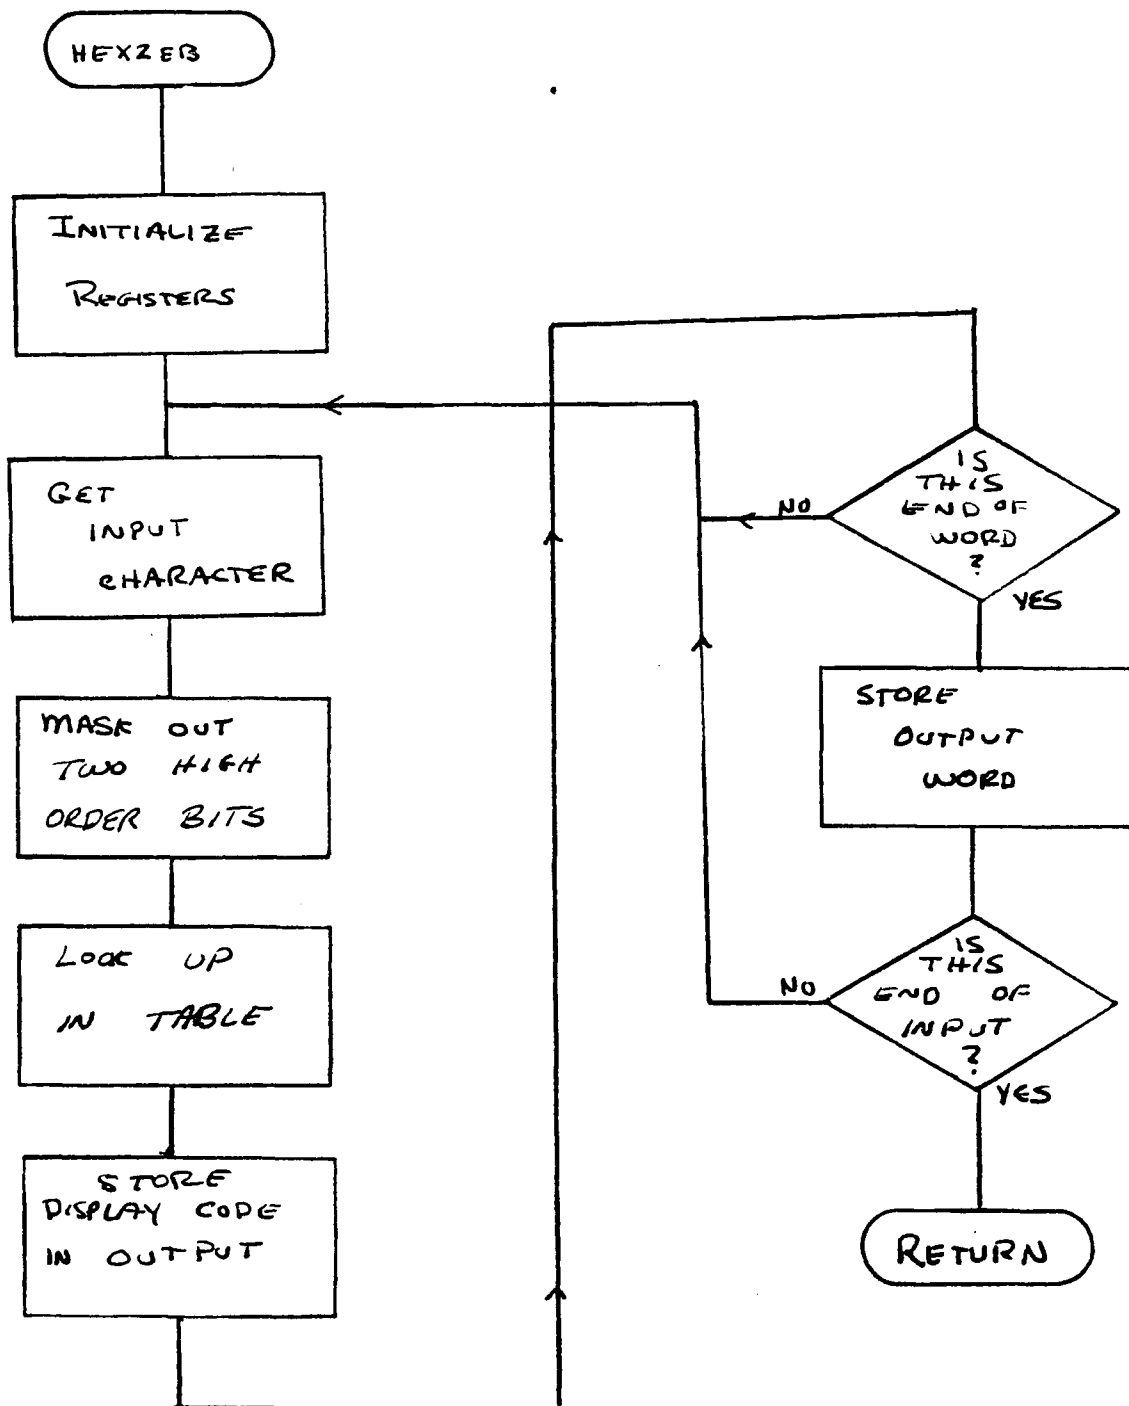 HEXZEB
INITIALIZE
REGISTERS
GET
INPUT
CHARACTER
MASK OUT
TWO HIGH
ORDER BITS
LOOK UP
IN TABLE
STORE
DISPLAY CODE
IN OUTPUT
IS
THIS
END OF
WORD
?
NO
YES
STORE
OUTPUT
WORD
IS
THIS
END OF
INPUT
?
NO
YES
RETURN